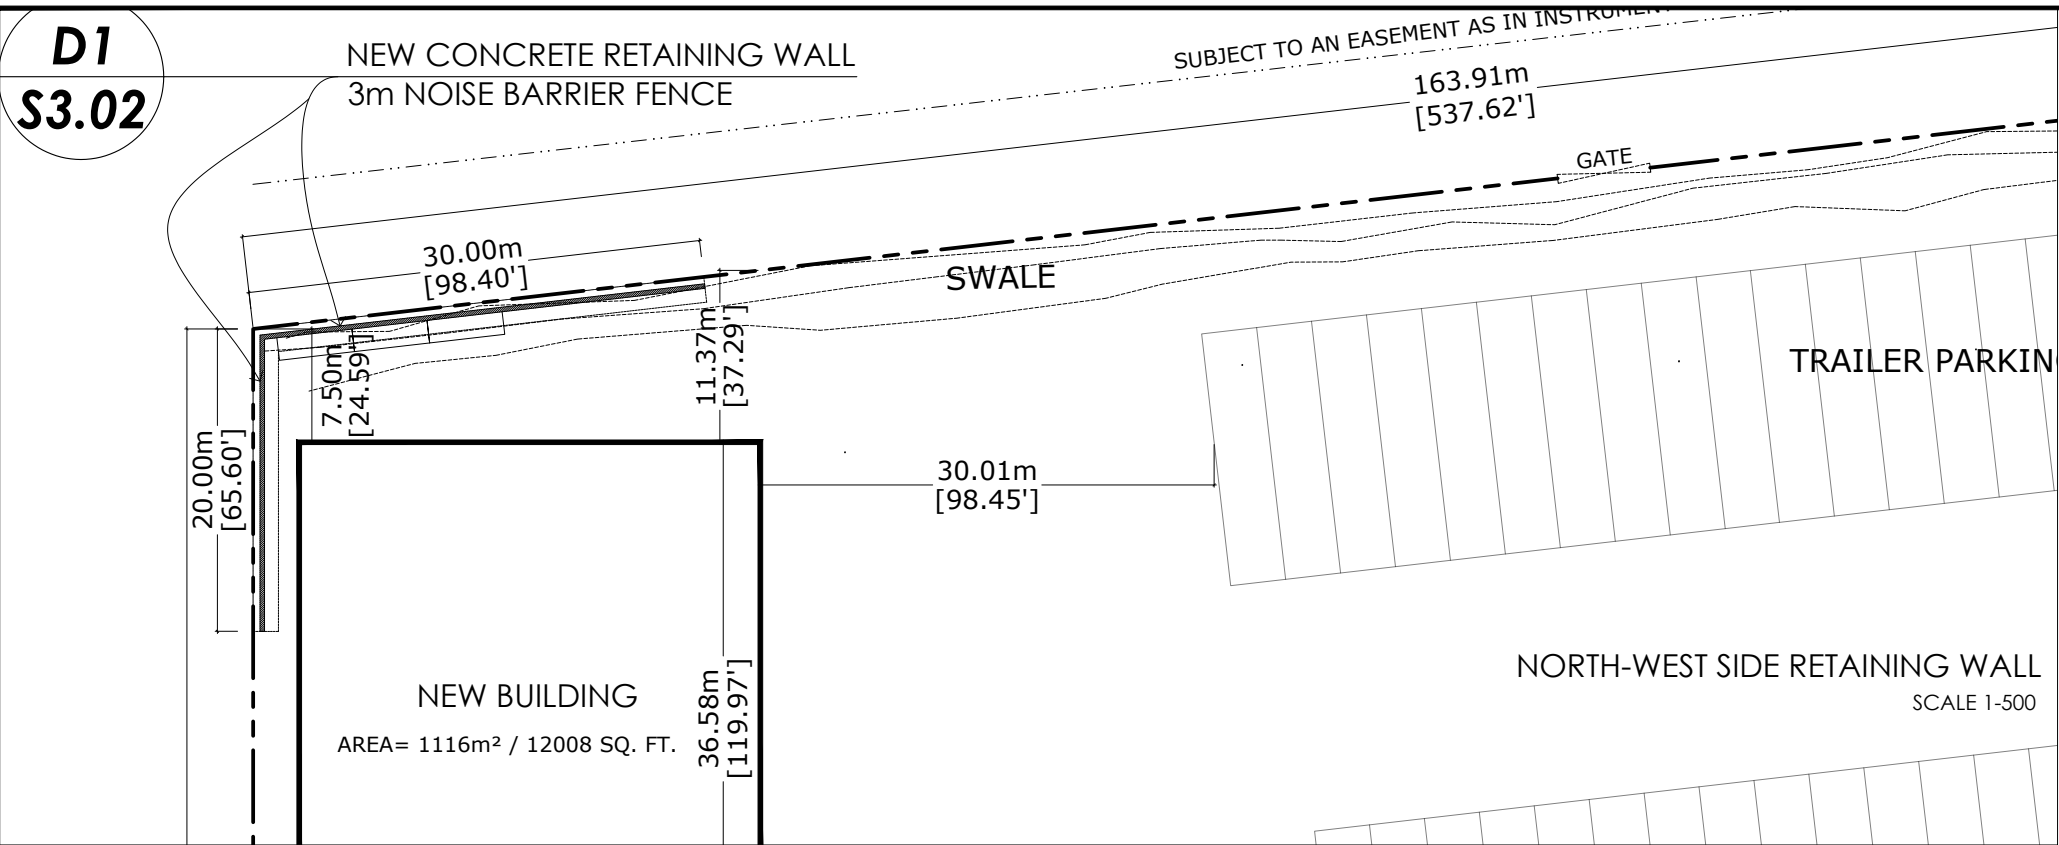 D1
S3.02
NEW CONCRETE RETAINING WALL
3m NOISE BARRIER FENCE
SUBJECT TO AN EASEMENT AS IN
163.91m
[537.62']
GATE
30.00m
[98.40']
SWALE
7.50m
[24.59']
11.37m
[37.29']
TRAILER
20.00m
[65.60']
30.01m
[98.45']
NEW BUILDING
AREA= 1116m² / 12008 SQ. FT.
36.58m
[119.97']
NORTH-WEST SIDE RETAINING WALL
SCALE 1-500